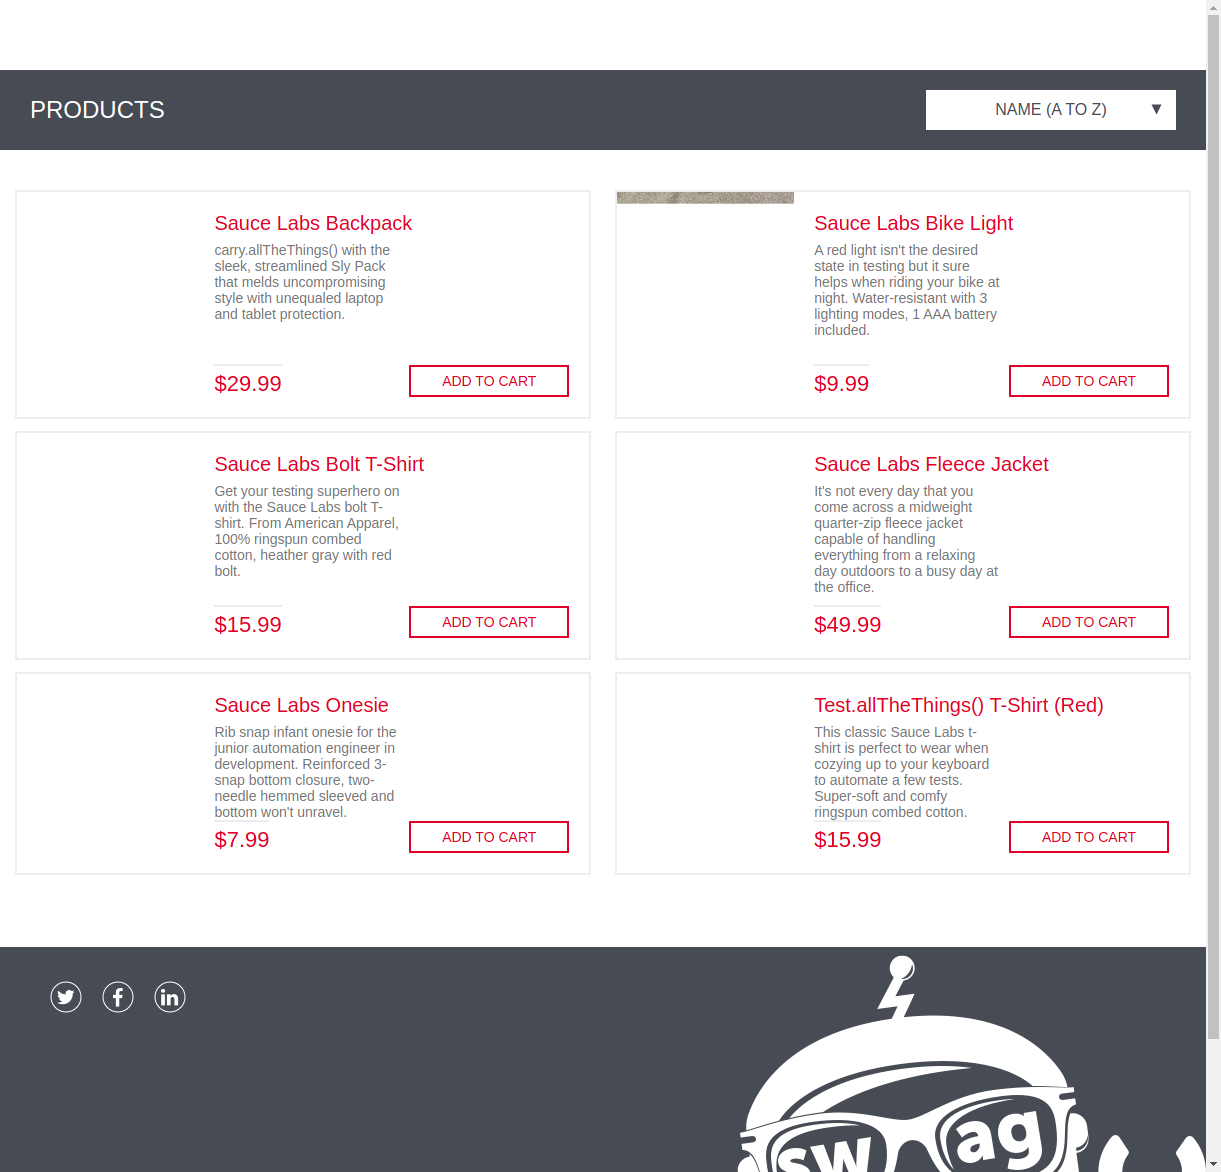 PRODUCTS
NAME (A TO Z)
Sauce Labs Backpack
carry.allTheThings() with the
sleek, streamlined Sly Pack
that melds uncompromising
style with unequaled laptop
and tablet protection.
$29.99
ADD TO CART
Sauce Labs Bike Light
A red light isn't the desired
state in testing but it sure
helps when riding your bike at
night. Water-resistant with 3
lighting modes, 1 AAA battery
included.
$9.99
ADD TO CART
Sauce Labs Bolt T-Shirt
Get your testing superhero on
with the Sauce Labs bolt T-
shirt. From American Apparel,
100% ringspun combed
cotton, heather gray with red
bolt.
$15.99
ADD TO CART
Sauce Labs Fleece Jacket
It's not every day that you
come across a midweight
quarter-zip fleece jacket
capable of handling
everything from a relaxing
day outdoors to a busy day at
the office.
$49.99
ADD TO CART
Sauce Labs Onesie
Rib snap infant onesie for the
junior automation engineer in
development. Reinforced 3-
snap bottom closure, two-
needle hemmed sleeved and
bottom won't unravel.
$7.99
ADD TO CART
Test.allTheThings() T-Shirt (Red)
This classic Sauce Labs t-
shirt is perfect to wear when
cozying up to your keyboard
to automate a few tests.
Super-soft and comfy
ringspun combed cotton.
$15.99
ADD TO CART
sw ag